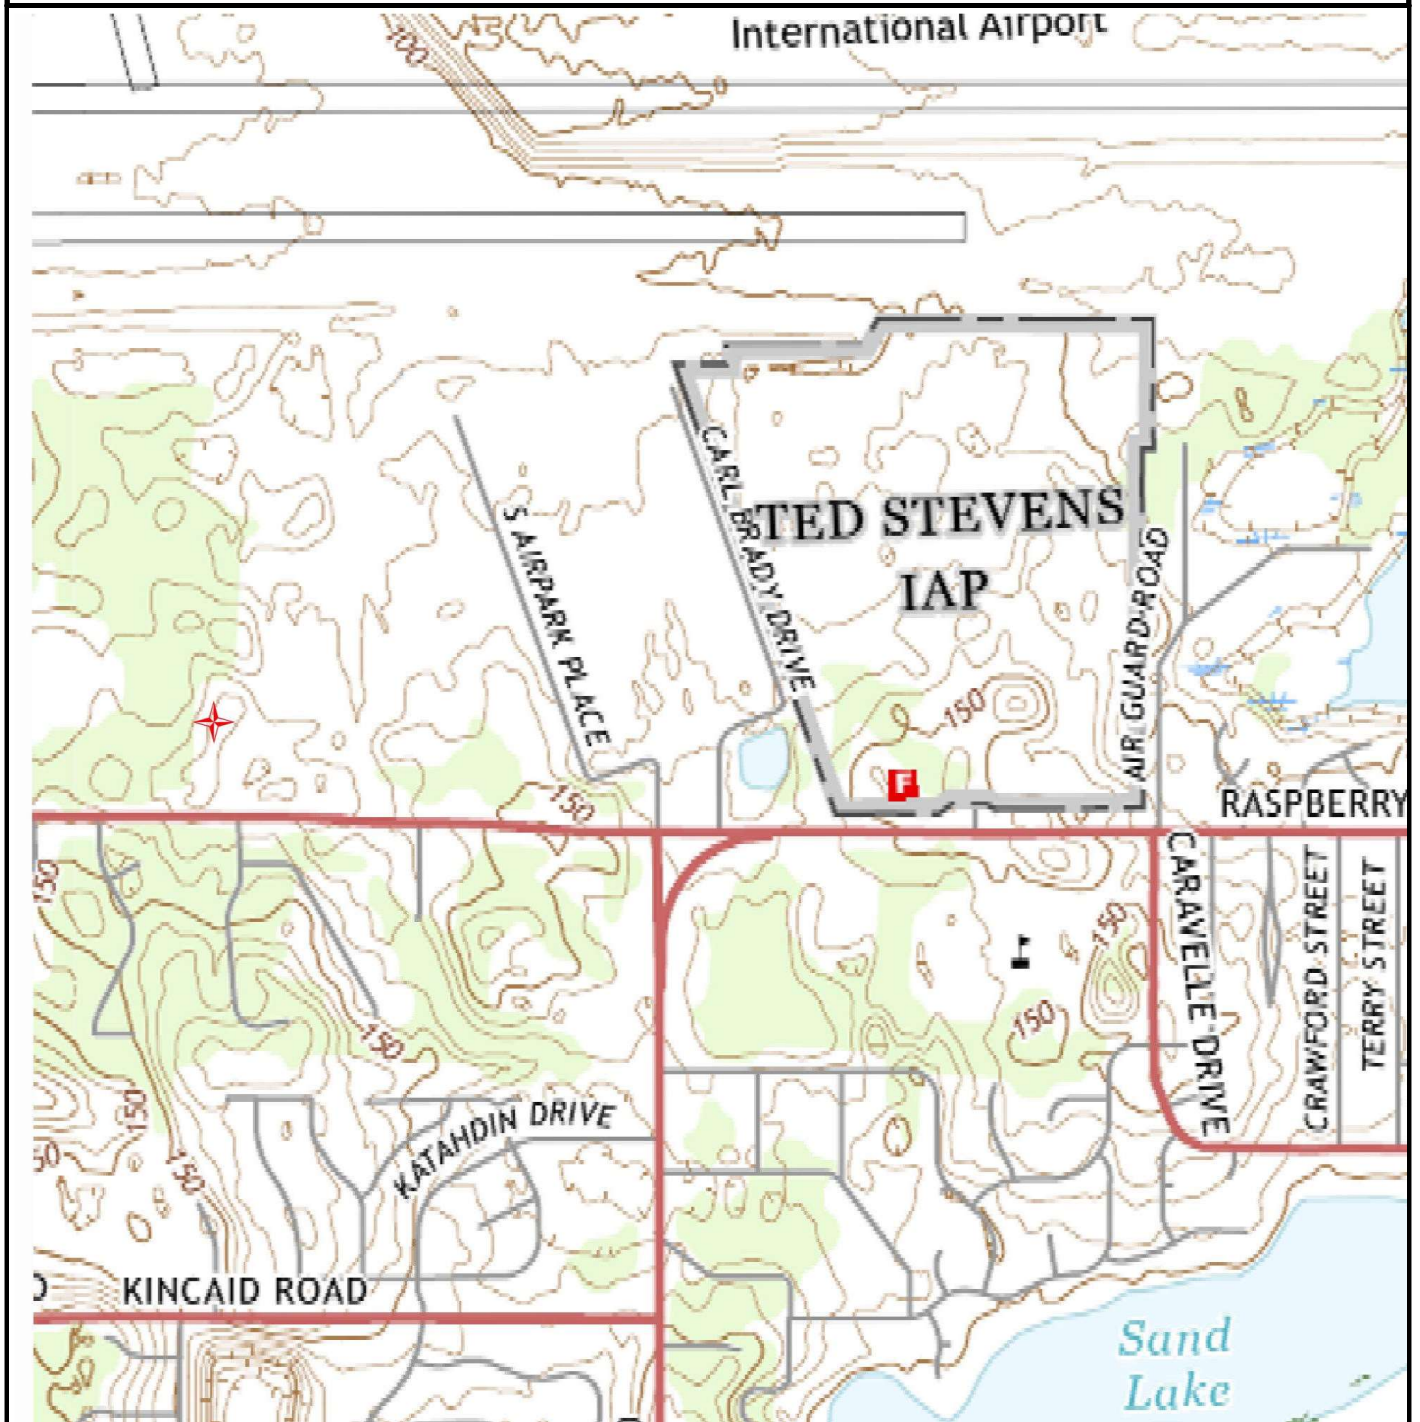 International Airport
100
CARL BRADY DRIVE
TED STEVENS
IAP
S AIRPARK PLACE
AIR GUARD ROAD
150
F
150
RASPBERRY
150
CARAVELLE DRIVE
CRAWFORD STREET
TERRY STREET
150
150
150
150
KATAHDIN DRIVE
50
150
KINCAID ROAD
Sand
Lake